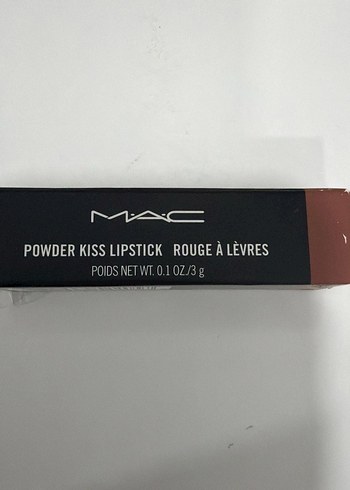 M·A·C
POWDER KISS LIPSTICK ROUGE À LÈVRES
POIDS NET WT. 0.1 OZ./3 g